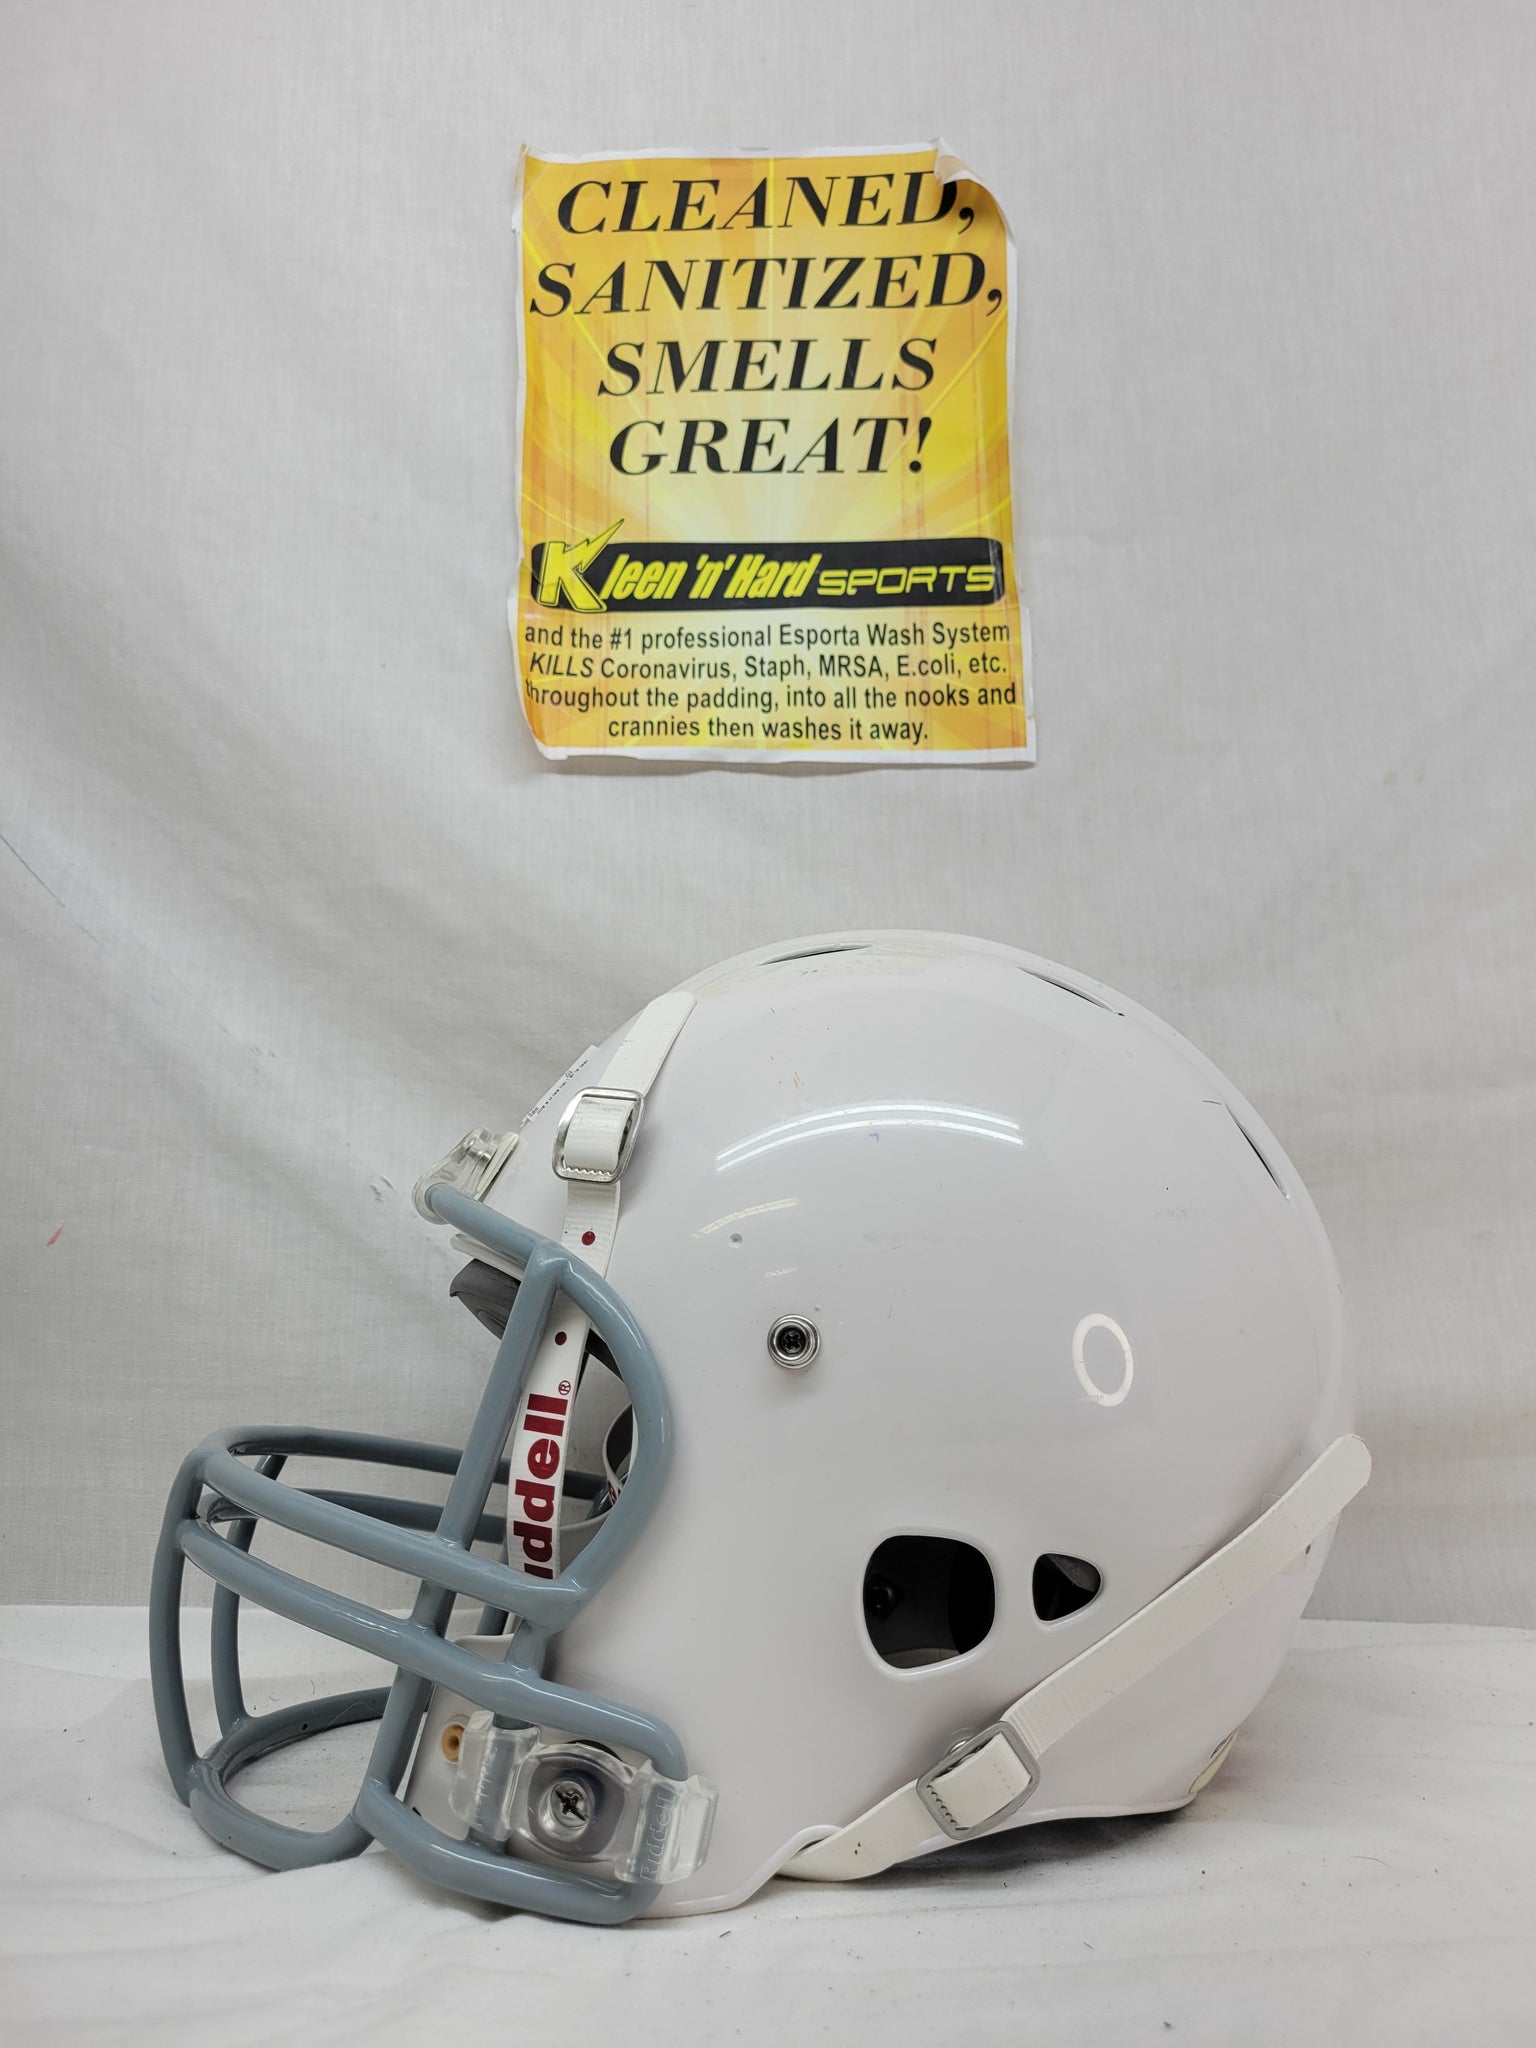 CLEANED,
SANITIZED,
SMELLS
GREAT!
Kleen 'n' Hard SPORTS
and the #1 professional Esporta Wash System
KILLS Coronavirus, Staph, MRSA, E.coli, etc.
throughout the padding, into all the nooks and
crannies then washes it away.
iddell®
Riddell